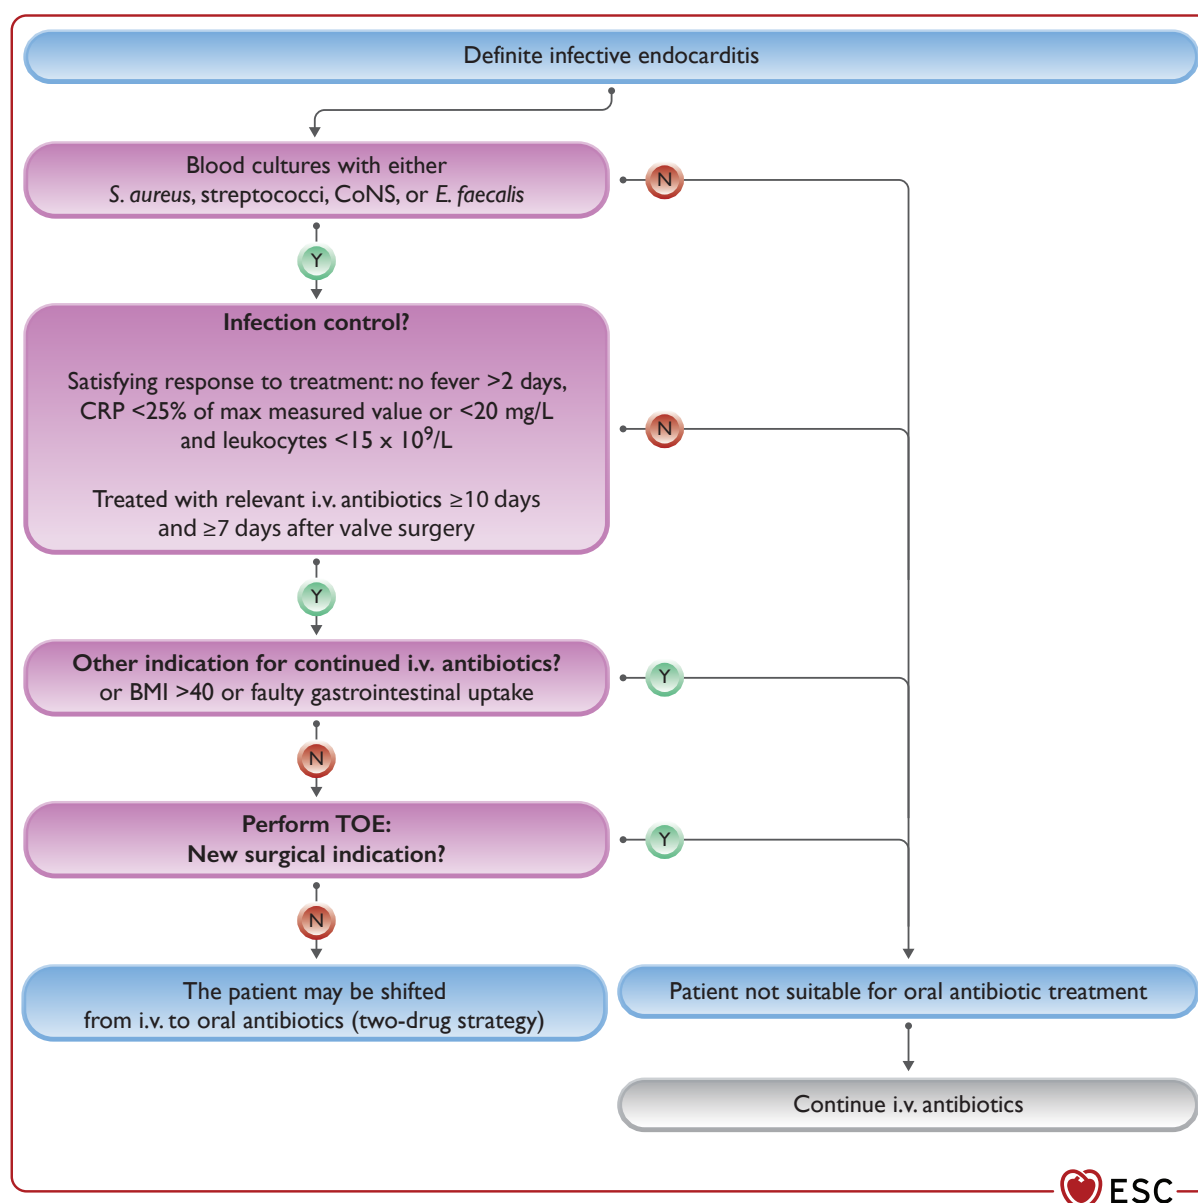 Definite infective endocarditis
Blood cultures with either
S. aureus, streptococci, CoNS, or E. faecalis
N
Y
Infection control?
Satisfying response to treatment: no fever >2 days,
CRP <25% of max measured value or <20 mg/L
and leukocytes <15 x 10⁹/L
Treated with relevant i.v. antibiotics ≥10 days
and ≥7 days after valve surgery
N
Y
Other indication for continued i.v. antibiotics?
or BMI >40 or faulty gastrointestinal uptake
Y
N
Perform TOE:
New surgical indication?
Y
N
The patient may be shifted
from i.v. to oral antibiotics (two-drug strategy)
Patient not suitable for oral antibiotic treatment
Continue i.v. antibiotics
ESC